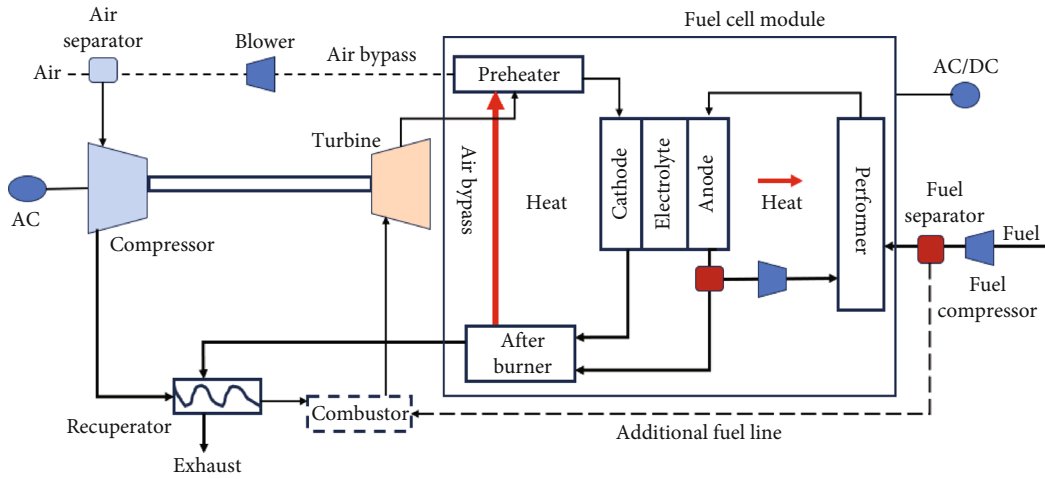 Air
separator
Blower
Air bypass
Fuel cell module
Air
Preheater
AC/DC
Turbine
Air bypass
Heat
Cathode
Electrolyte
Anode
Heat
Performer
Fuel
separator
Fuel
AC
Compressor
Fuel
compressor
After
burner
Recuperator
Combustor
Additional fuel line
Exhaust